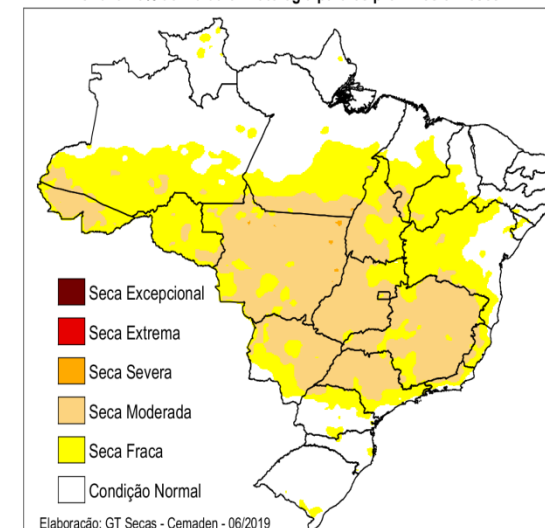 Seca Excepcional
Seca Extrema
Seca Severa
Seca Moderada
Seca Fraca
Condição Normal
Elaboração: GT Secas - Cemaden - 06/2019